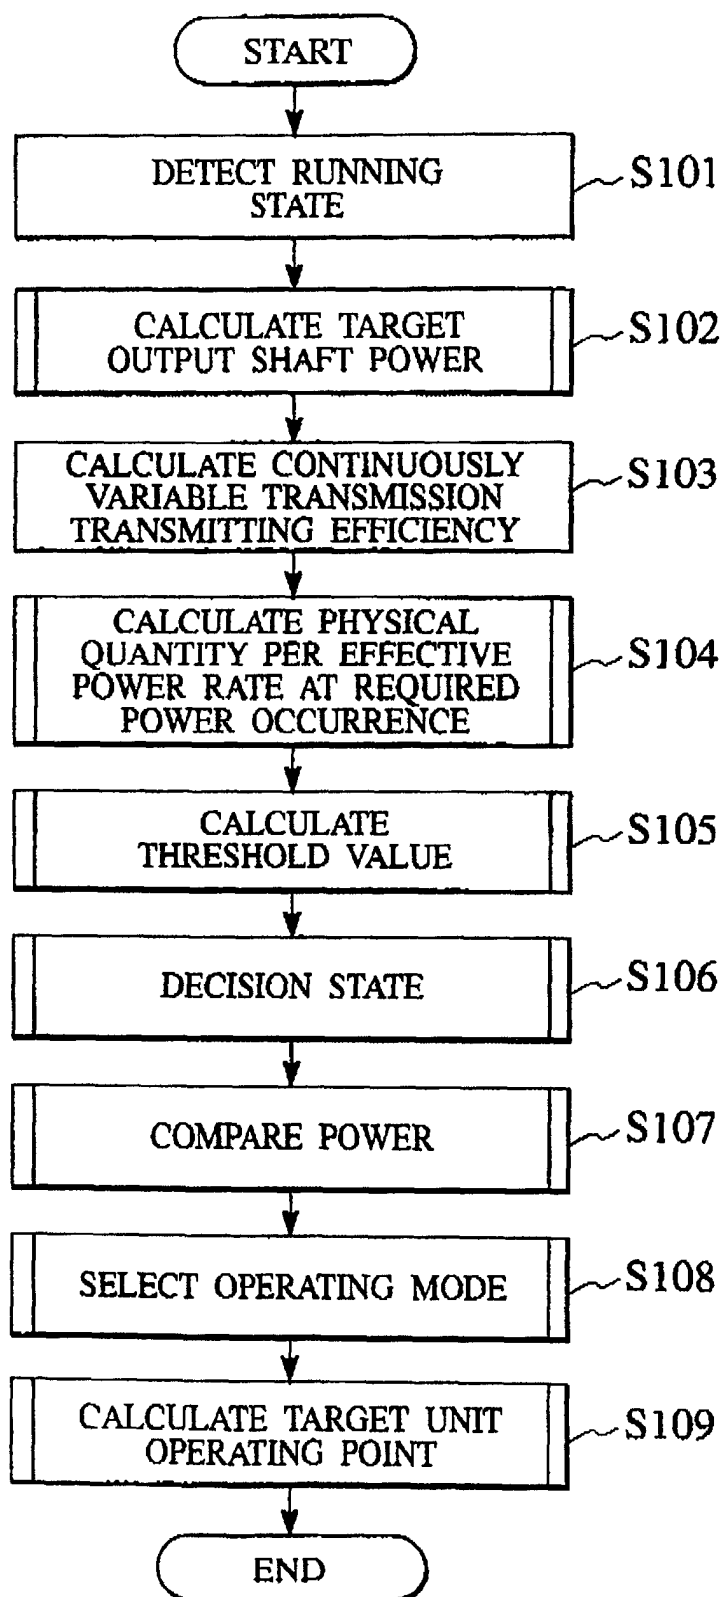 START
DETECT RUNNING
STATE
S101
CALCULATE TARGET
OUTPUT SHAFT POWER
S102
CALCULATE CONTINUOUSLY
VARIABLE TRANSMISSION
TRANSMITTING EFFICIENCY
S103
CALCULATE PHYSICAL
QUANTITY PER EFFECTIVE
POWER RATE AT REQUIRED
POWER OCCURRENCE
S104
CALCULATE
THRESHOLD VALUE
S105
DECISION STATE
S106
COMPARE POWER
S107
SELECT OPERATING MODE
S108
CALCULATE TARGET UNIT
OPERATING POINT
S109
END